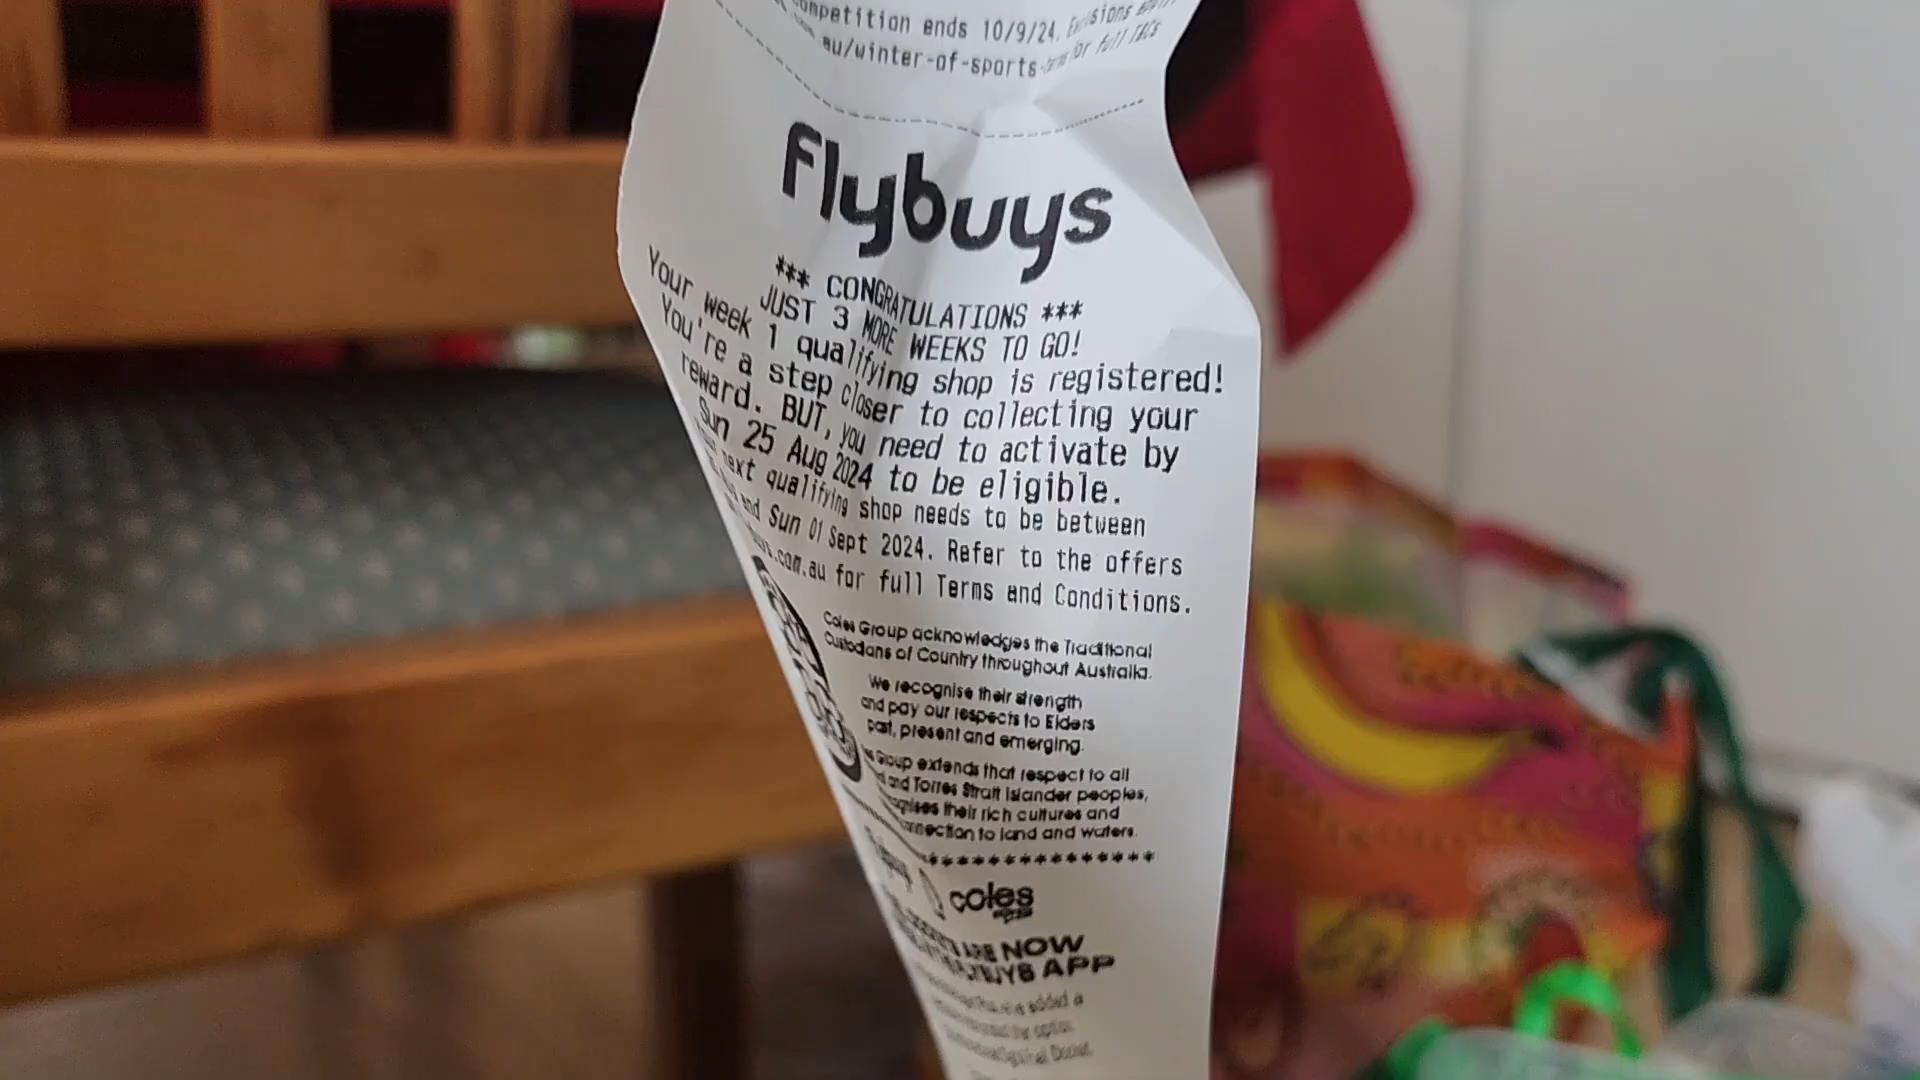 ompetition ends 10/9/24.
au/winter-of-sports- for full T&Cs
flybuys
*** CONGRATULATIONS ***
JUST 3 MORE WEEKS TO GO!
Your week 1 qualifying shop is registered!
You're a step closer to collecting your
reward. BUT, you need to activate by
Sun 25 Aug 2024 to be eligible.
next qualifying shop needs to be between
and Sun 01 Sept 2024. Refer to the offers
.com.au for full Terms and Conditions.
Coles Group acknowledges the Traditional
Custodians of Country throughout Australia.
We recognise their strength
and pay our respects to Elders
past, present and emerging.
Group extends that respect to all
and Torres Strait Islander peoples,
their rich cultures and
connection to land and waters.
****************
coles
ARE NOW
APP
added a